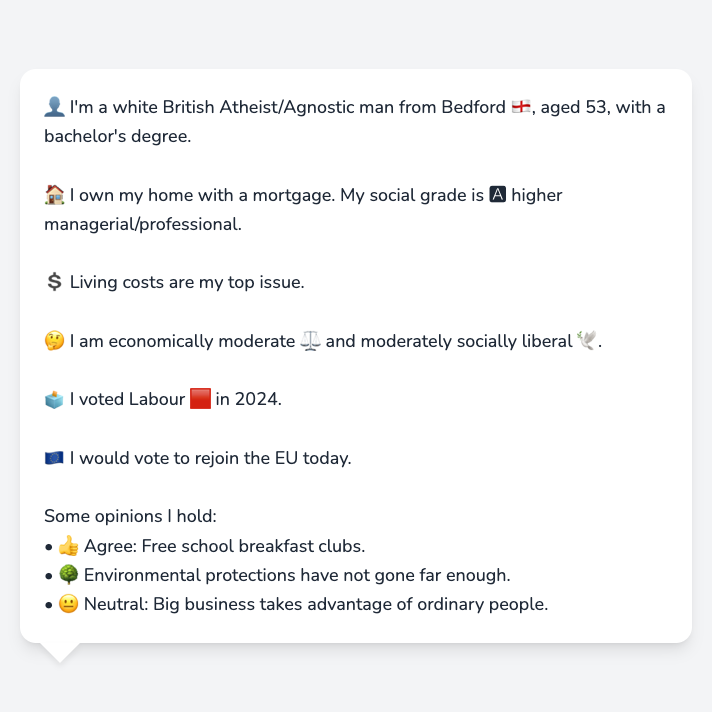 👤 I'm a white British Atheist/Agnostic man from Bedford 🏴󠁧󠁢󠁥󠁮󠁧󠁿, aged 53, with a
bachelor's degree.
🏠 I own my home with a mortgage. My social grade is 🅰 higher
managerial/professional.
💲 Living costs are my top issue.
🤔 I am economically moderate ⚖️ and moderately socially liberal 🕊️.
🗳️ I voted Labour 🟥 in 2024.
🇪🇺 I would vote to rejoin the EU today.
Some opinions I hold:
• 👍 Agree: Free school breakfast clubs.
• 🌳 Environmental protections have not gone far enough.
• 😐 Neutral: Big business takes advantage of ordinary people.